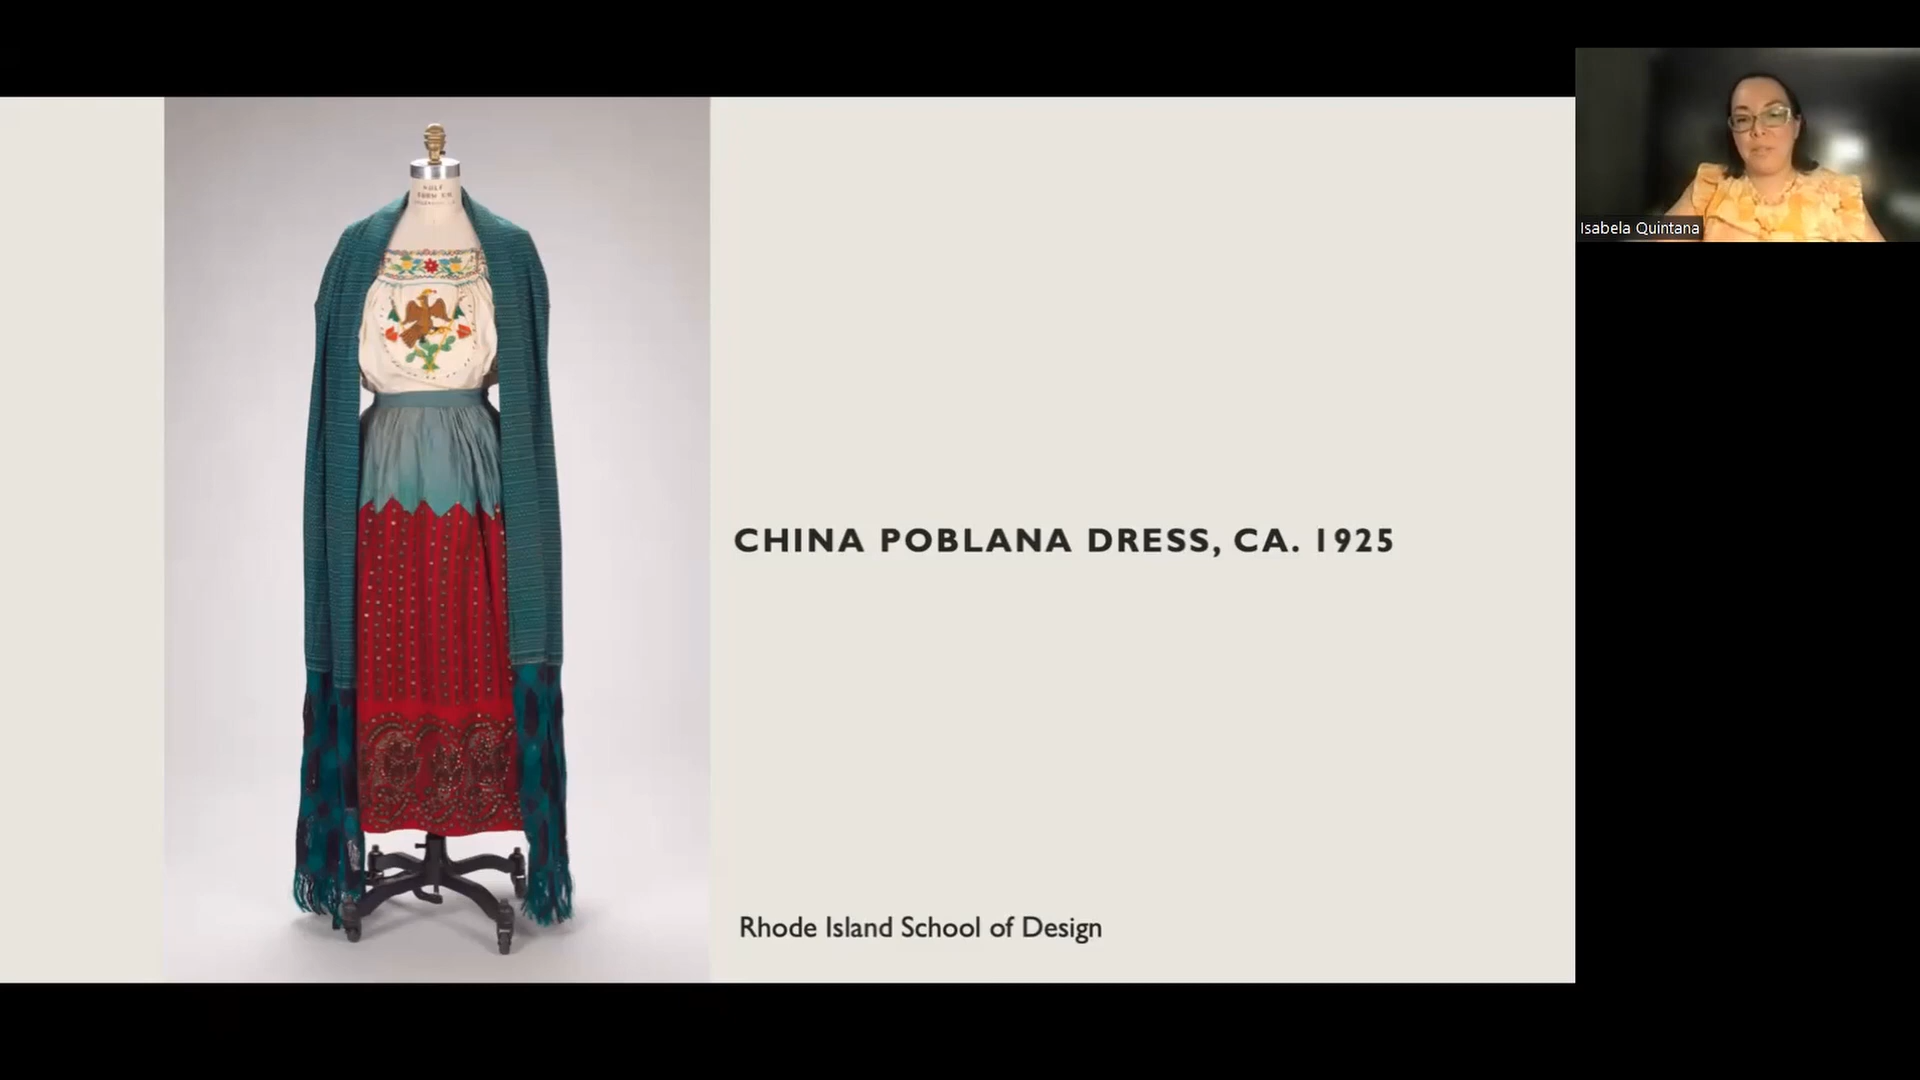 CHINA POBLANA DRESS, CA. 1925
Rhode Island School of Design
Isabela Quintana